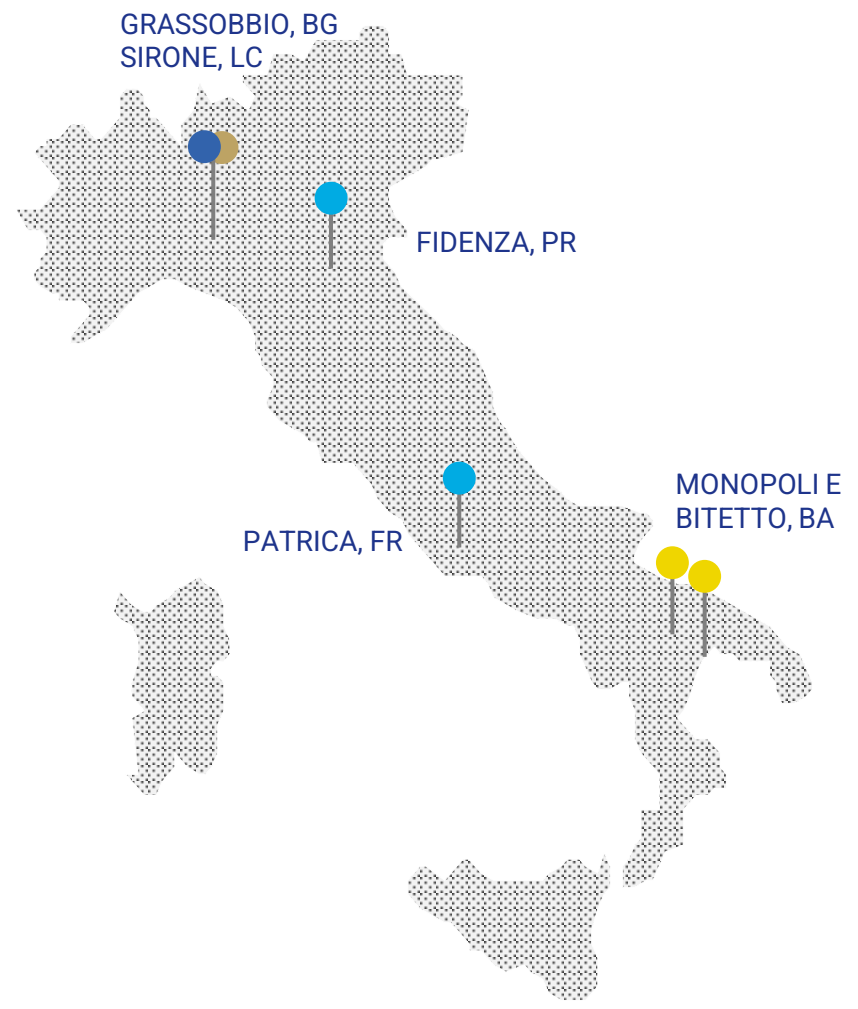 GRASSOBBIO, BG
SIRONE, LC
FIDENZA, PR
MONOPOLI E
BITETTO, BA
PATRICA, FR